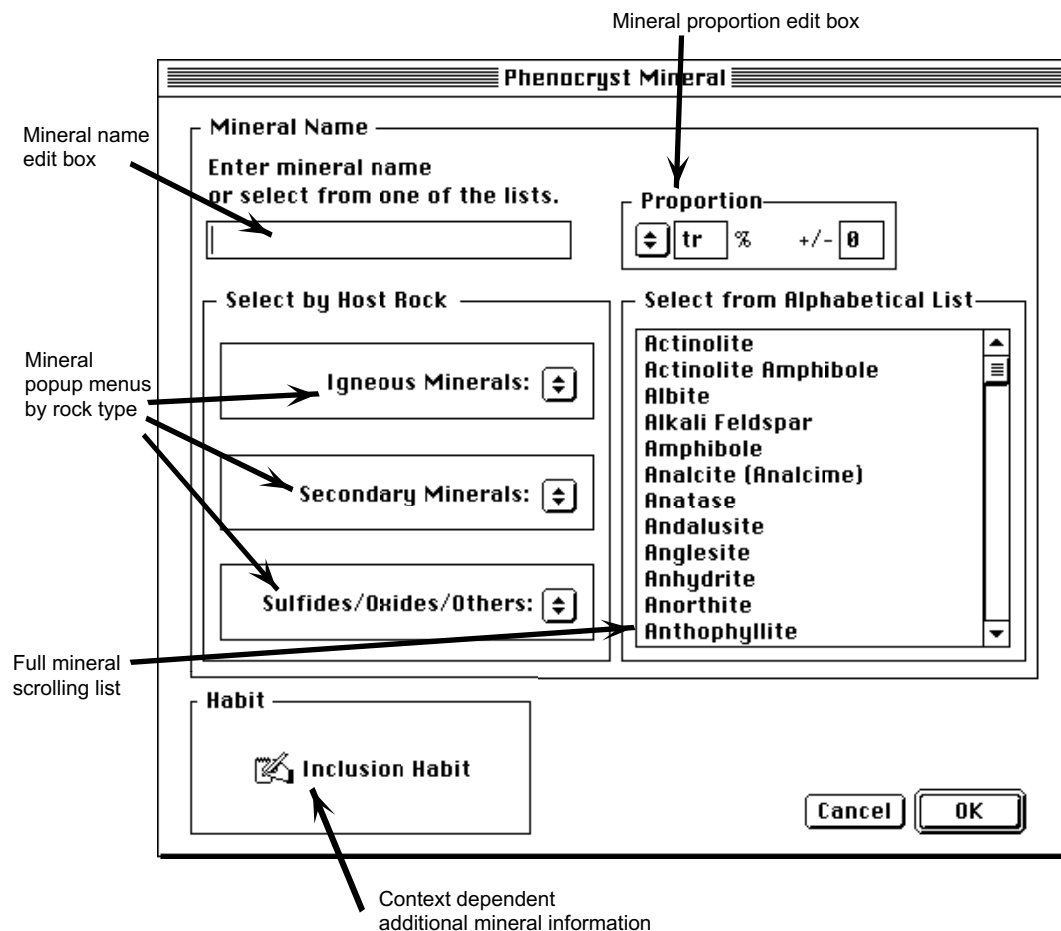 Mineral proportion edit box
Phenocryst Mineral
Mineral name
edit box
Mineral Name
Enter mineral name
or select from one of the lists.
Proportion
tr % +/- 0
Select by Host Rock
Select from Alphabetical List
Mineral
popup menus
by rock type
Igneous Minerals:
Secondary Minerals:
Sulfides/Oxides/Others:
Actinolite
Actinolite Amphibole
Albite
Alkali Feldspar
Amphibole
Analcite (Analcime)
Anatase
Andalusite
Anglesite
Anhydrite
Anorthite
Anthophyllite
Full mineral
scrolling list
Habit
Inclusion Habit
Cancel
OK
Context dependent
additional mineral information